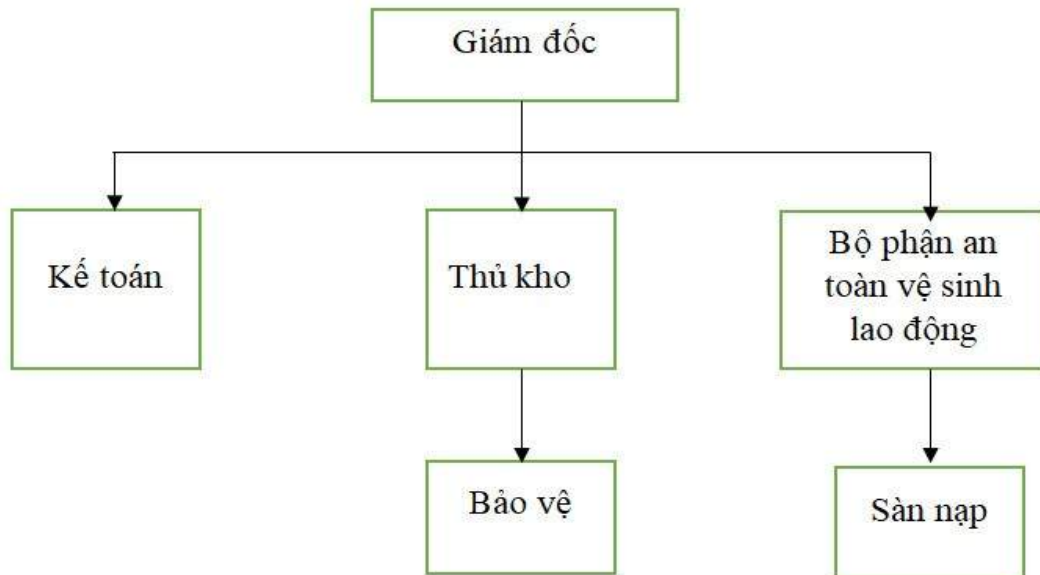 Giám đốc
Kế toán
Thủ kho
Bộ phận an
toàn vệ sinh
lao động
Bảo vệ
Sàn nạp